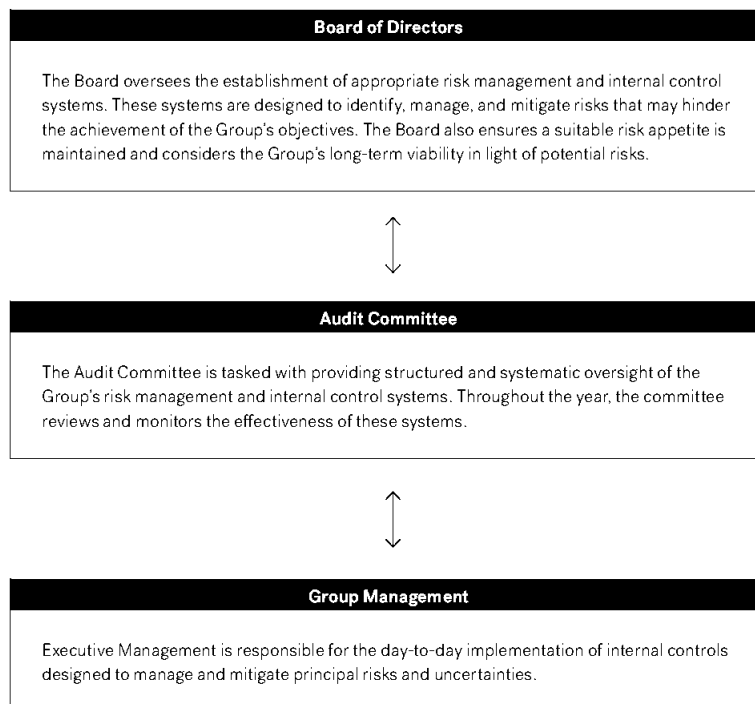 Board of Directors
The Board oversees the establishment of appropriate risk management and internal control
systems. These systems are designed to identify, manage, and mitigate risks that may hinder
the achievement of the Group's objectives. The Board also ensures a suitable risk appetite is
maintained and considers the Group's long-term viability in light of potential risks.
Audit Committee
The Audit Committee is tasked with providing structured and systematic oversight of the
Group's risk management and internal control systems. Throughout the year, the committee
reviews and monitors the effectiveness of these systems.
Group Management
Executive Management is responsible for the day-to-day implementation of internal controls
designed to manage and mitigate principal risks and uncertainties.